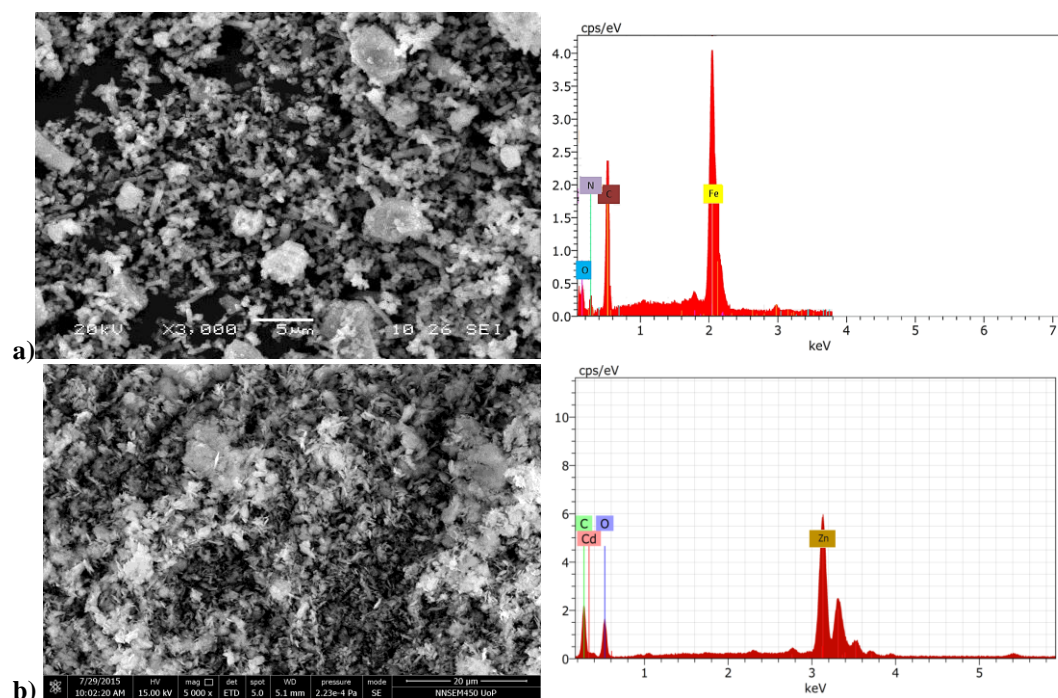 cps/eV
4.0
3.5
3.0
2.5
2.0
1.5
1.0
0.5
0.0
N
C
Fe
O
1 2 3 4 5 6 7
keV
20kV X3,000 5μm 10 26 SEI
a)
cps/eV
10
8
6
4
2
0
C
O
Cd
Zn
1 2 3 4 5
keV
7/29/2015 HV mag det spot WD pressure mode 20 μm
10:02:20 AM 15.00 kV 5 000 x ETD 5.0 5.1 mm 2.23e-4 Pa SE NNSEM450 UoP
b)